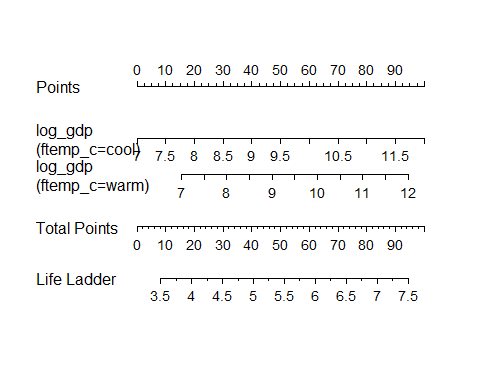 0 10 20 30 40 50 60 70 80 90
Points
log_gdp
(ftemp_c=cool)
7 7.5 8 8.5 9 9.5 10.5 11.5
log_gdp
(ftemp_c=warm)
7 8 9 10 11 12
Total Points
0 10 20 30 40 50 60 70 80 90
Life Ladder
3.5 4 4.5 5 5.5 6 6.5 7 7.5